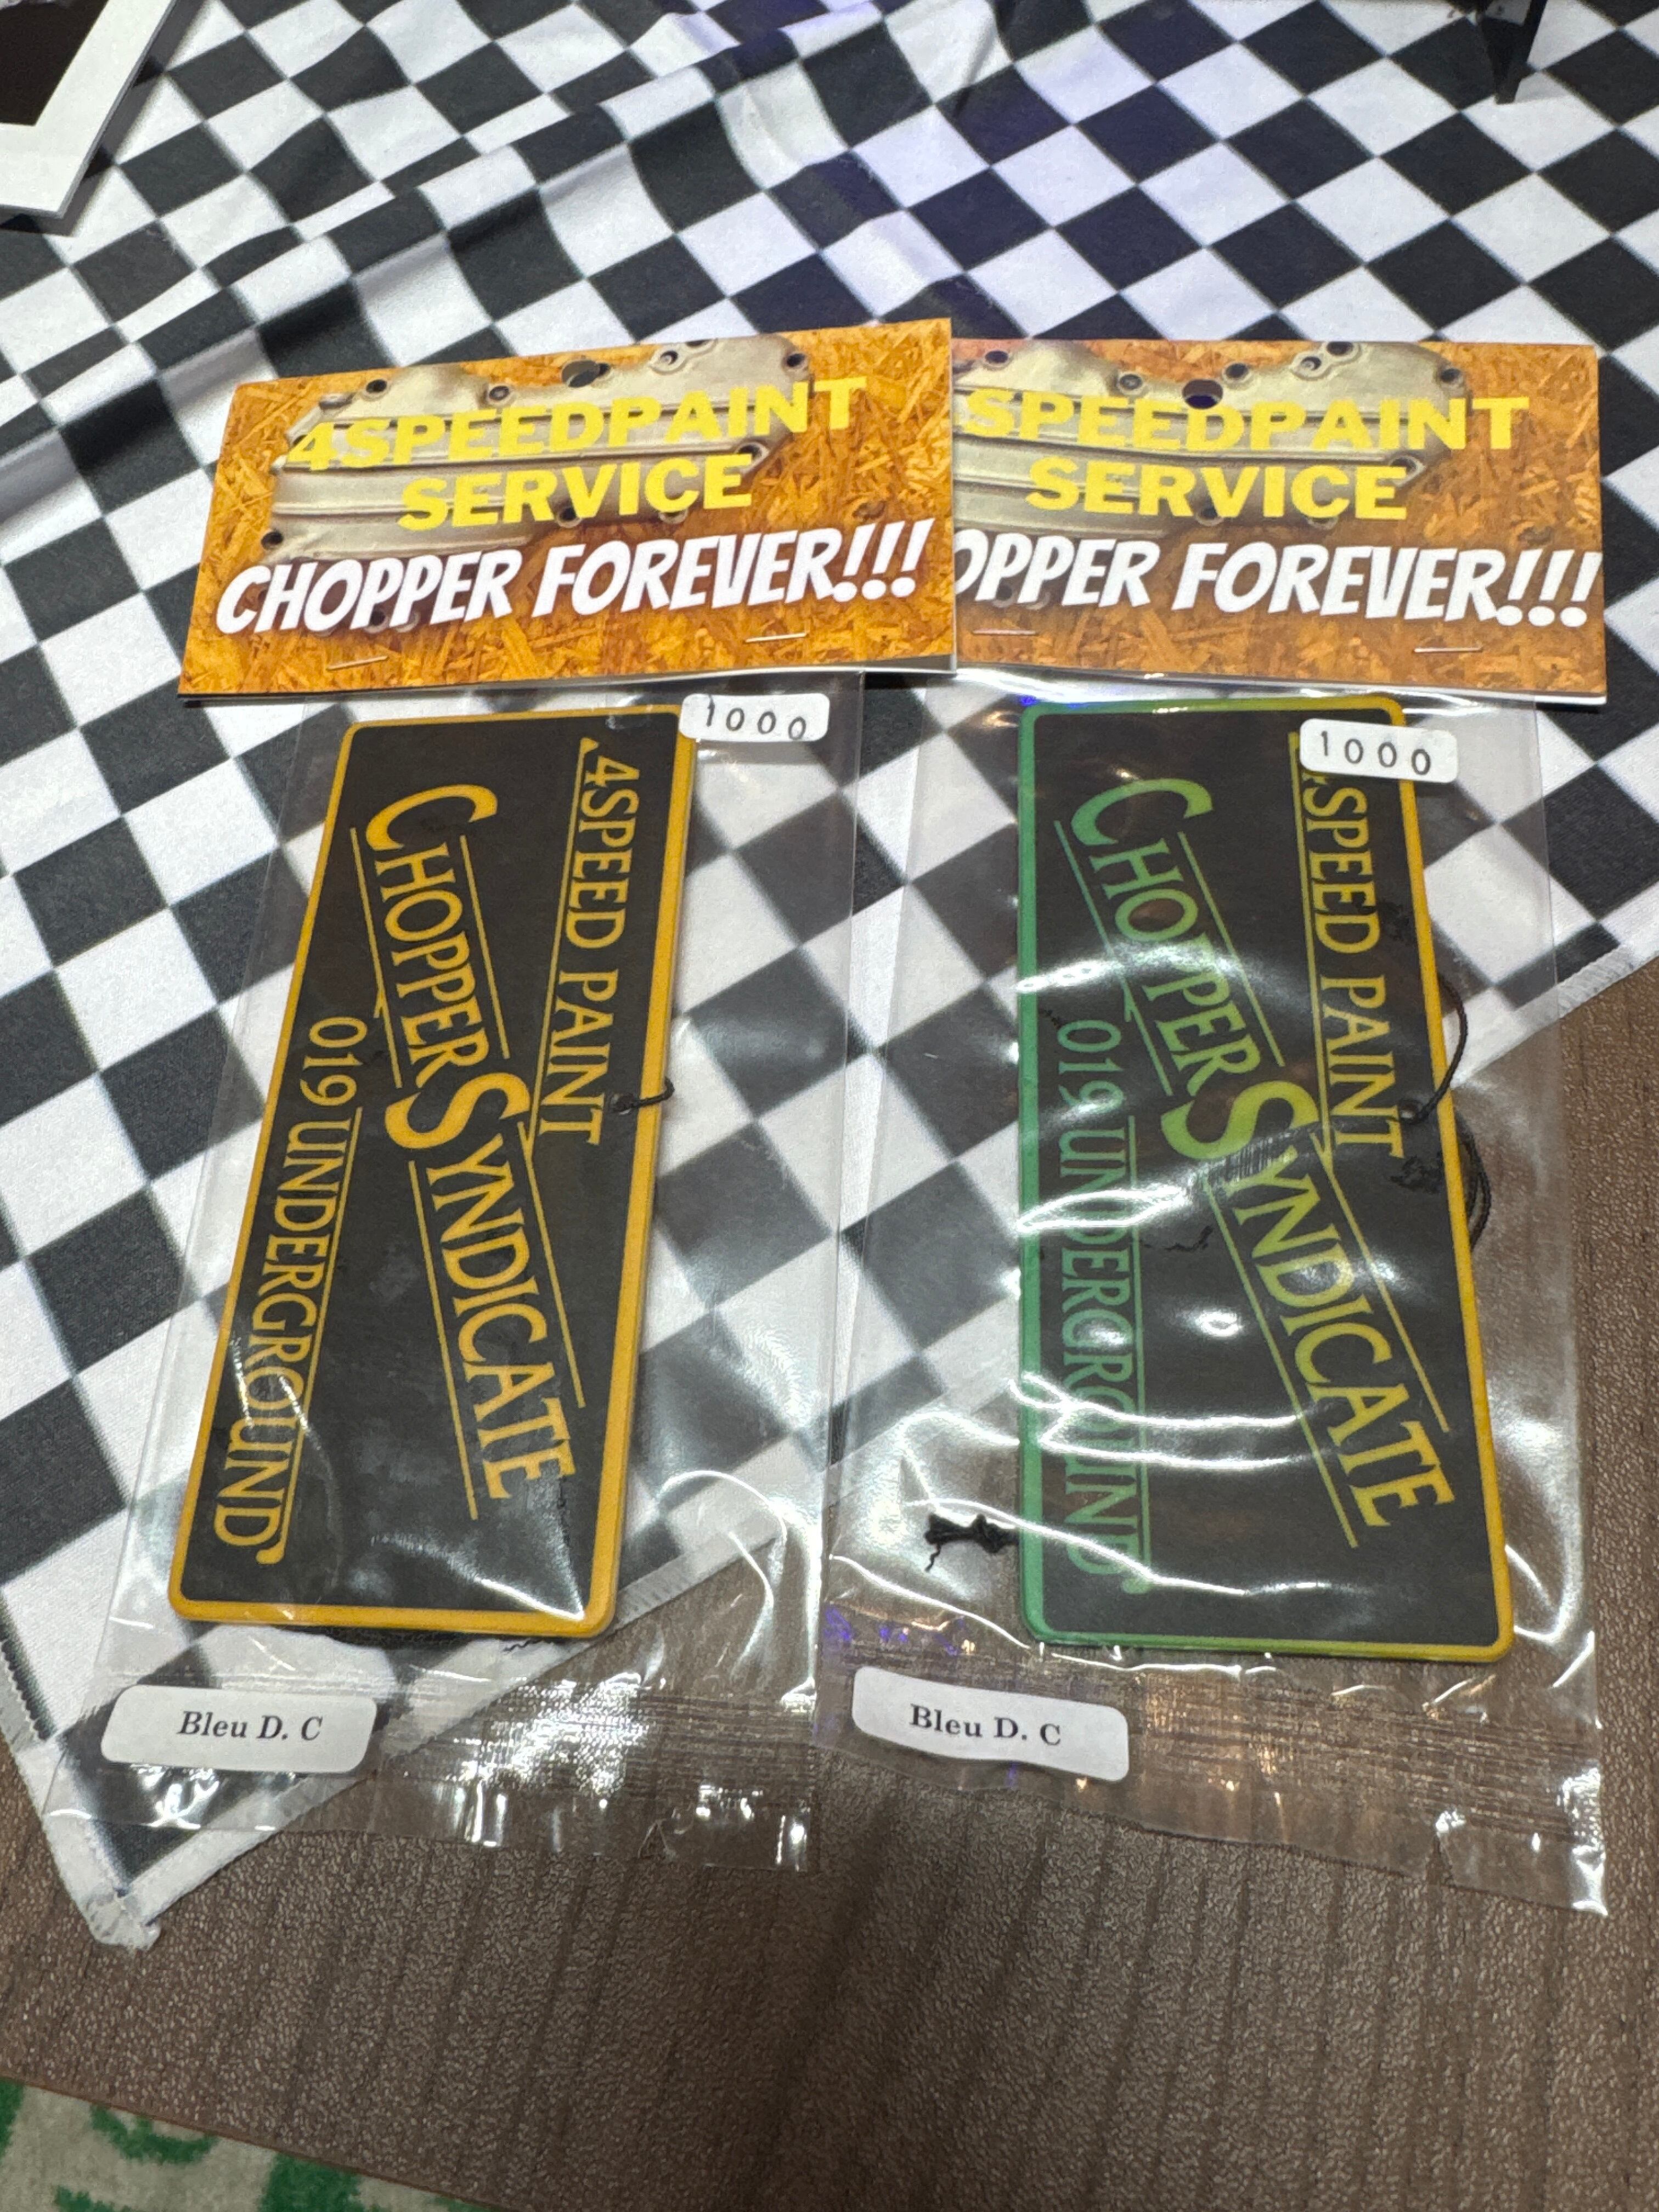 4SPEEDPAINT
SERVICE
CHOPPER FOREVER!!!
1000
4SPEED PAINT
CHOPPER SYNDICATE
019 UNDERGROUND
Bleu D. C
SPEEDPAINT
SERVICE
OPPER FOREVER!!!
1000
4SPEED PAINT
CHOPPER SYNDICATE
019 UNDERGROUND
Bleu D. C